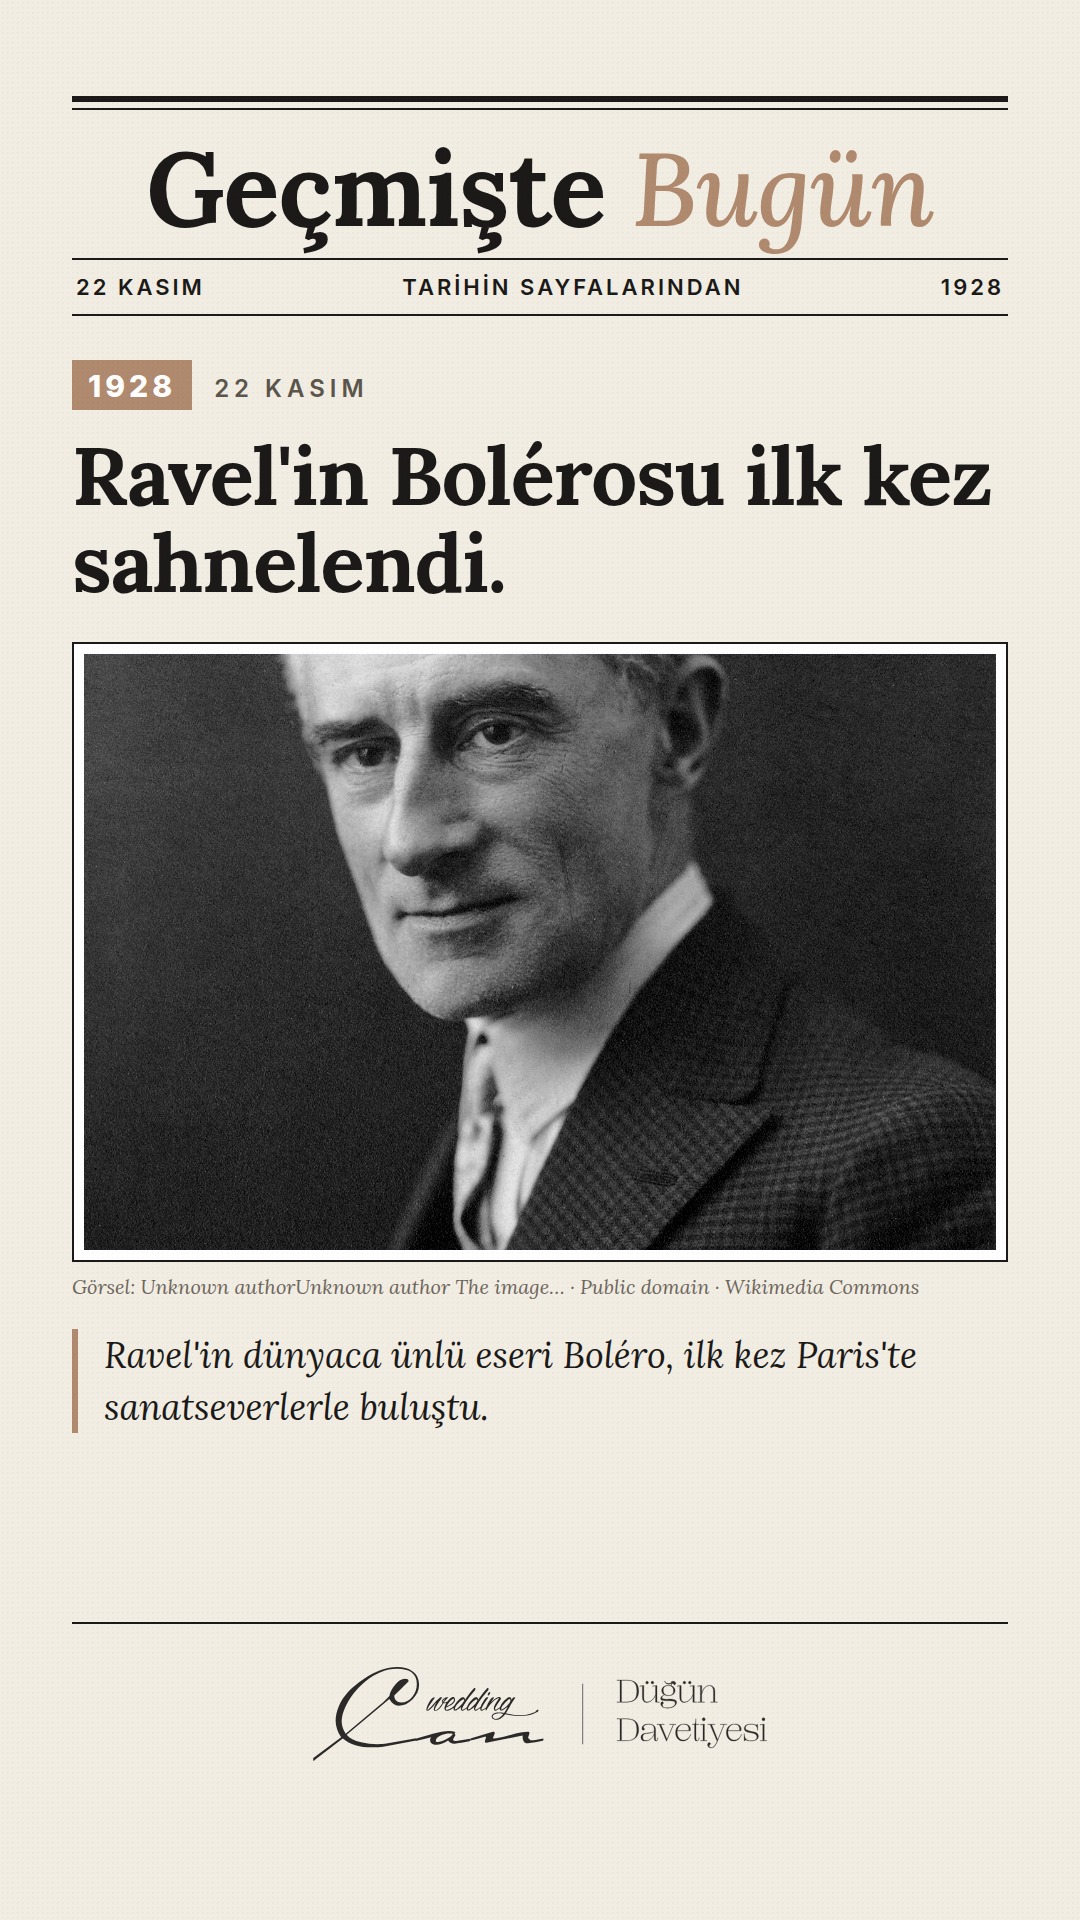 Geçmişte Bugün
22 KASIM TARİHİN SAYFALARINDAN 1928
1928 22 KASIM
Ravel'in Bolérosu ilk kez
sahnelendi.
Görsel: Unknown authorUnknown author The image... · Public domain · Wikimedia Commons
Ravel'in dünyaca ünlü eseri Boléro, ilk kez Paris'te
sanatseverlerle buluştu.
wedding
Can
Düğün
Davetiyesi